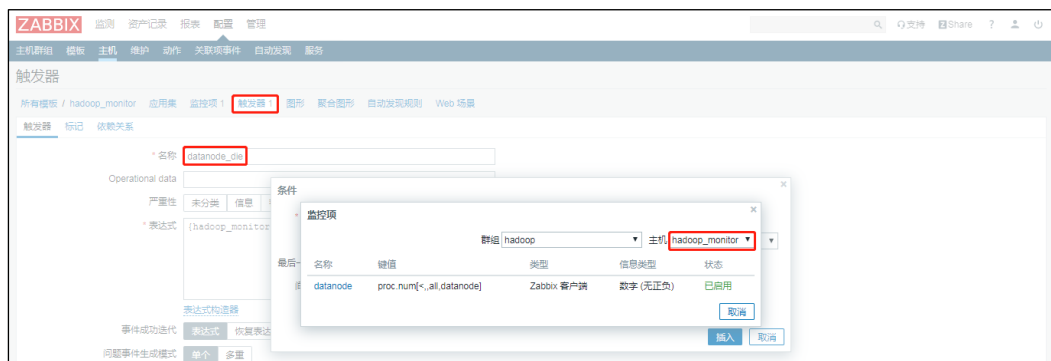 ZABBIX 监测 资产记录 报表 配置 管理 支持 Share ?
主机群组 模板 主机 维护 动作 关联项事件 自动发现 服务
触发器
所有模板 / hadoop_monitor 应用集 监控项 1 触发器 1 图形 聚合图形 自动发现规则 Web 场景
触发器 标记 依赖关系
* 名称 datanode_die
Operational data
条件
严重性 未分类 信息
监控项
* 表达式 {hadoop_monitor
群组 hadoop 主机 hadoop_monitor
最后
名称 键值 类型 信息类型 状态
datanode proc.num[<,,all,datanode] Zabbix 客户端 数字 (无正负) 已启用
取消
表达式构造器
事件成功迭代 表达式 恢复表达
插入 取消
问题事件生成模式 单个 多重